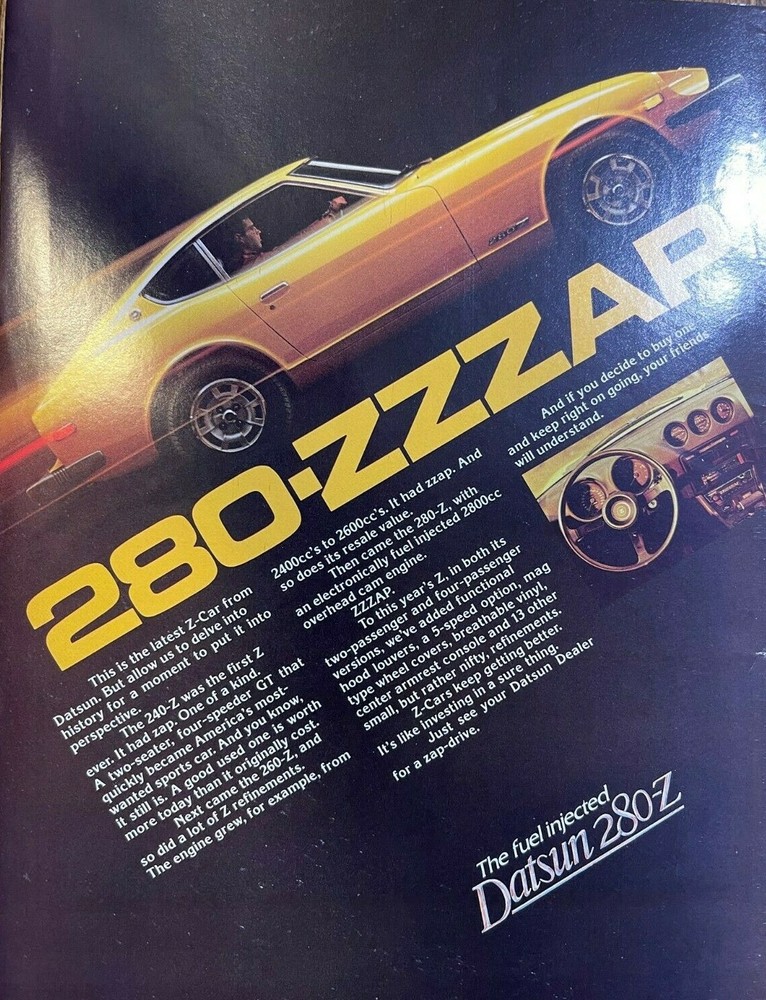 280-ZZZAP
This is the latest Z-Car from
Datsun. But allow us to delve into
history for a moment to put it into
perspective.
The 240-Z was the first Z
ever. It had zap. One of a kind.
A two-seater, four-speeder GT that
quickly became America's most-
wanted sports car. And you know,
it still is. A good used one is worth
more today than it originally cost.
Next came the 260-Z, and
so did a lot of Z refinements.
The engine grew, for example, from
2400cc's to 2600cc's. It had zzap. And
so does its resale value.
Then came the 280-Z, with
an electronically fuel injected 2800cc
overhead cam engine.
ZZZAP.
To this year's Z, in both its
two-passenger and four-passenger
versions, we've added functional
hood louvers, a 5-speed option, mag
type wheel covers, breathable vinyl,
center armrest console and 13 other
small, but rather nifty, refinements.
Z-Cars keep getting better.
It's like investing in a sure thing.
Just see your Datsun Dealer
for a zap-drive.
And if you decide to buy one
and keep right on going, your friends
will understand.
The fuel injected
Datsun 280-Z